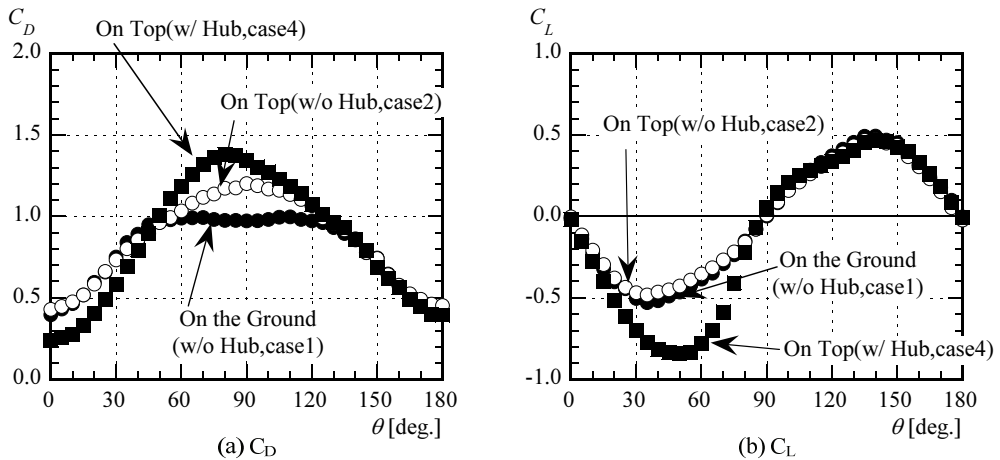 C_D
On Top(w/ Hub,case4)
2.0
On Top(w/o Hub,case2)
1.5
1.0
0.5
On the Ground
(w/o Hub,case1)
0.0
0 30 60 90 120 150 180
θ [deg.]
(a) C_D
C_L
1.0
0.5
On Top(w/o Hub,case2)
0.0
On the Ground
(w/o Hub,case1)
-0.5
On Top(w/ Hub,case4)
-1.0
0 30 60 90 120 150 180
θ [deg.]
(b) C_L